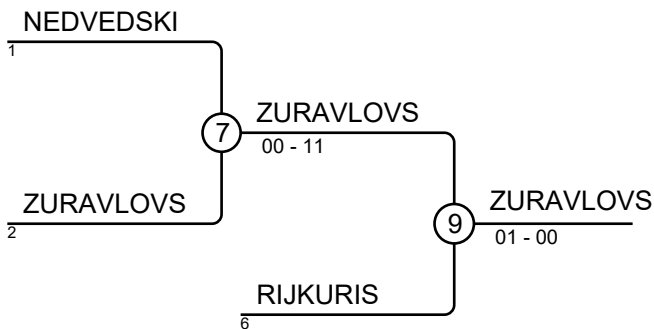 NEDVEDSKI
1
7
ZURAVLOVS
00 - 11
ZURAVLOVS
2
9
ZURAVLOVS
01 - 00
RIJKURIS
6